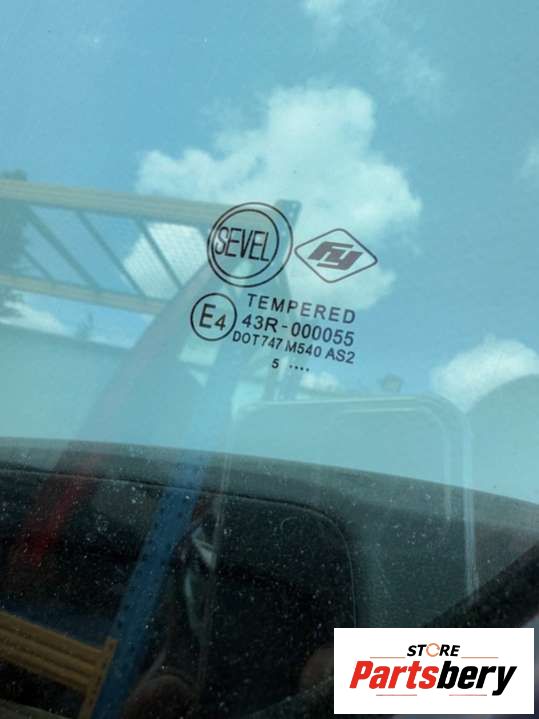 SEVEL
FY
TEMPERED
E4 43R-000055
DOT747 M540 AS2
5 ....
STORE
Partsbery